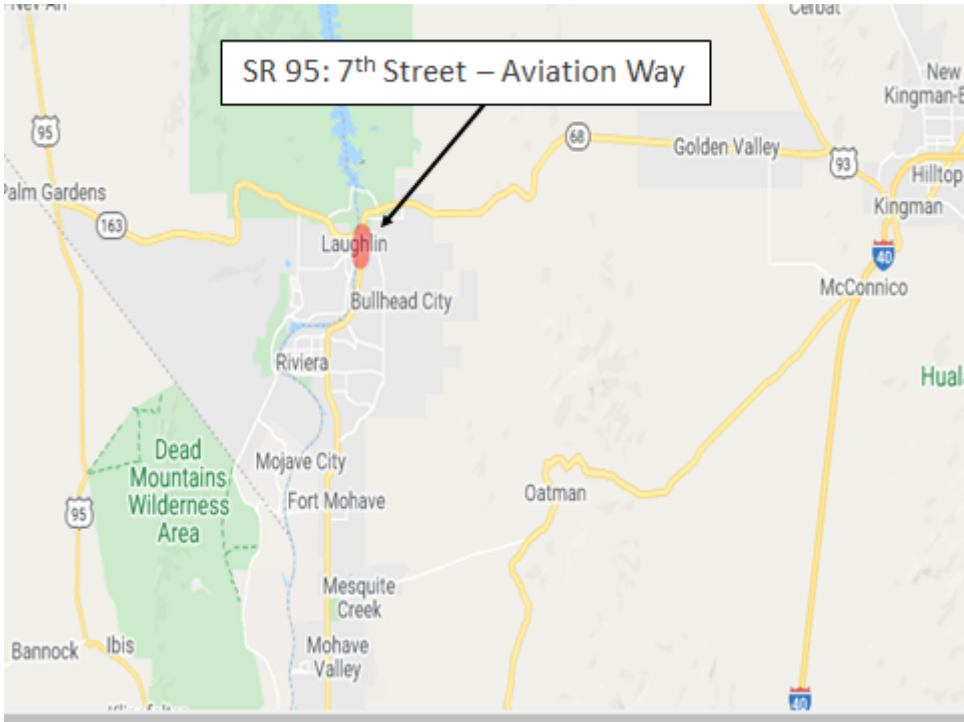 Cerbat
SR 95: 7th Street – Aviation Way
New
Kingman-B
95
68
Golden Valley
93
Hilltop
Palm Gardens
163
Kingman
Laughlin
40
McConnico
Bullhead City
Riviera
Huala
Dead
Mountains
Wilderness
Area
Mojave City
Oatman
Fort Mohave
95
Mesquite
Creek
Bannock
Ibis
Mohave
Valley
40